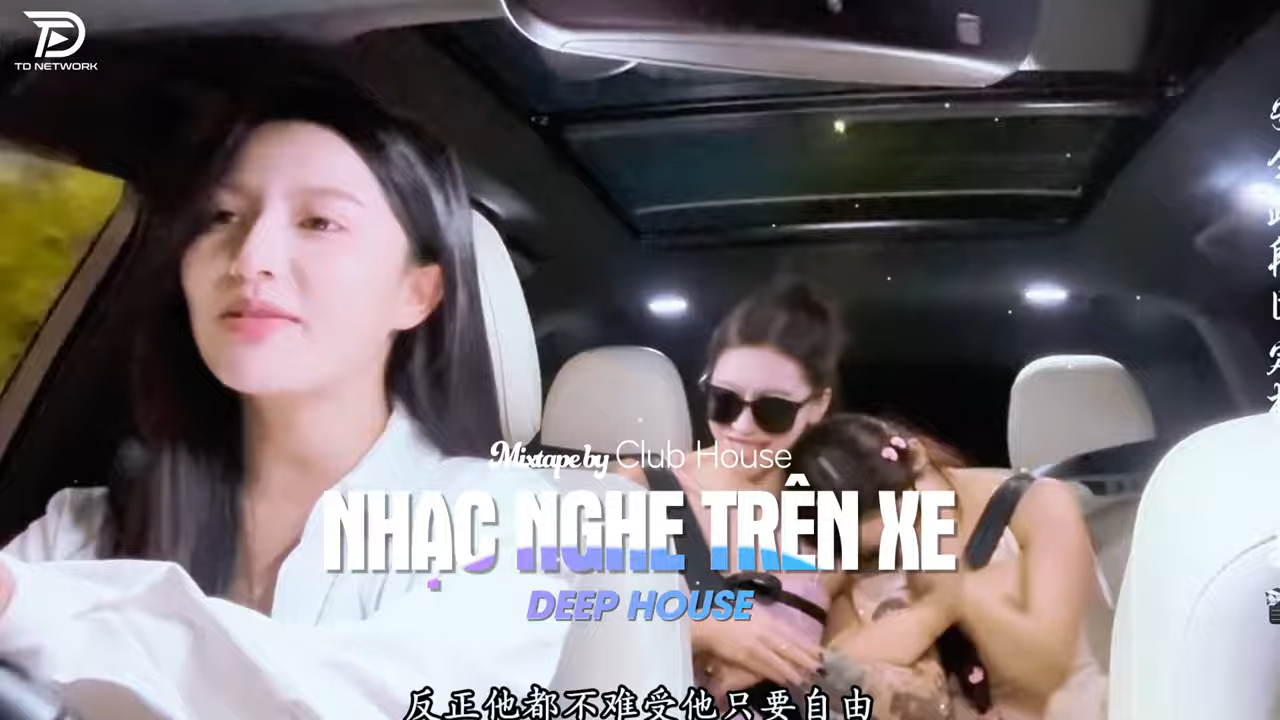 TD NETWORK
Mixtape by Club House
NHẠC NGHE TRÊN XE
DEEP HOUSE
反正他都不难受他只要自由